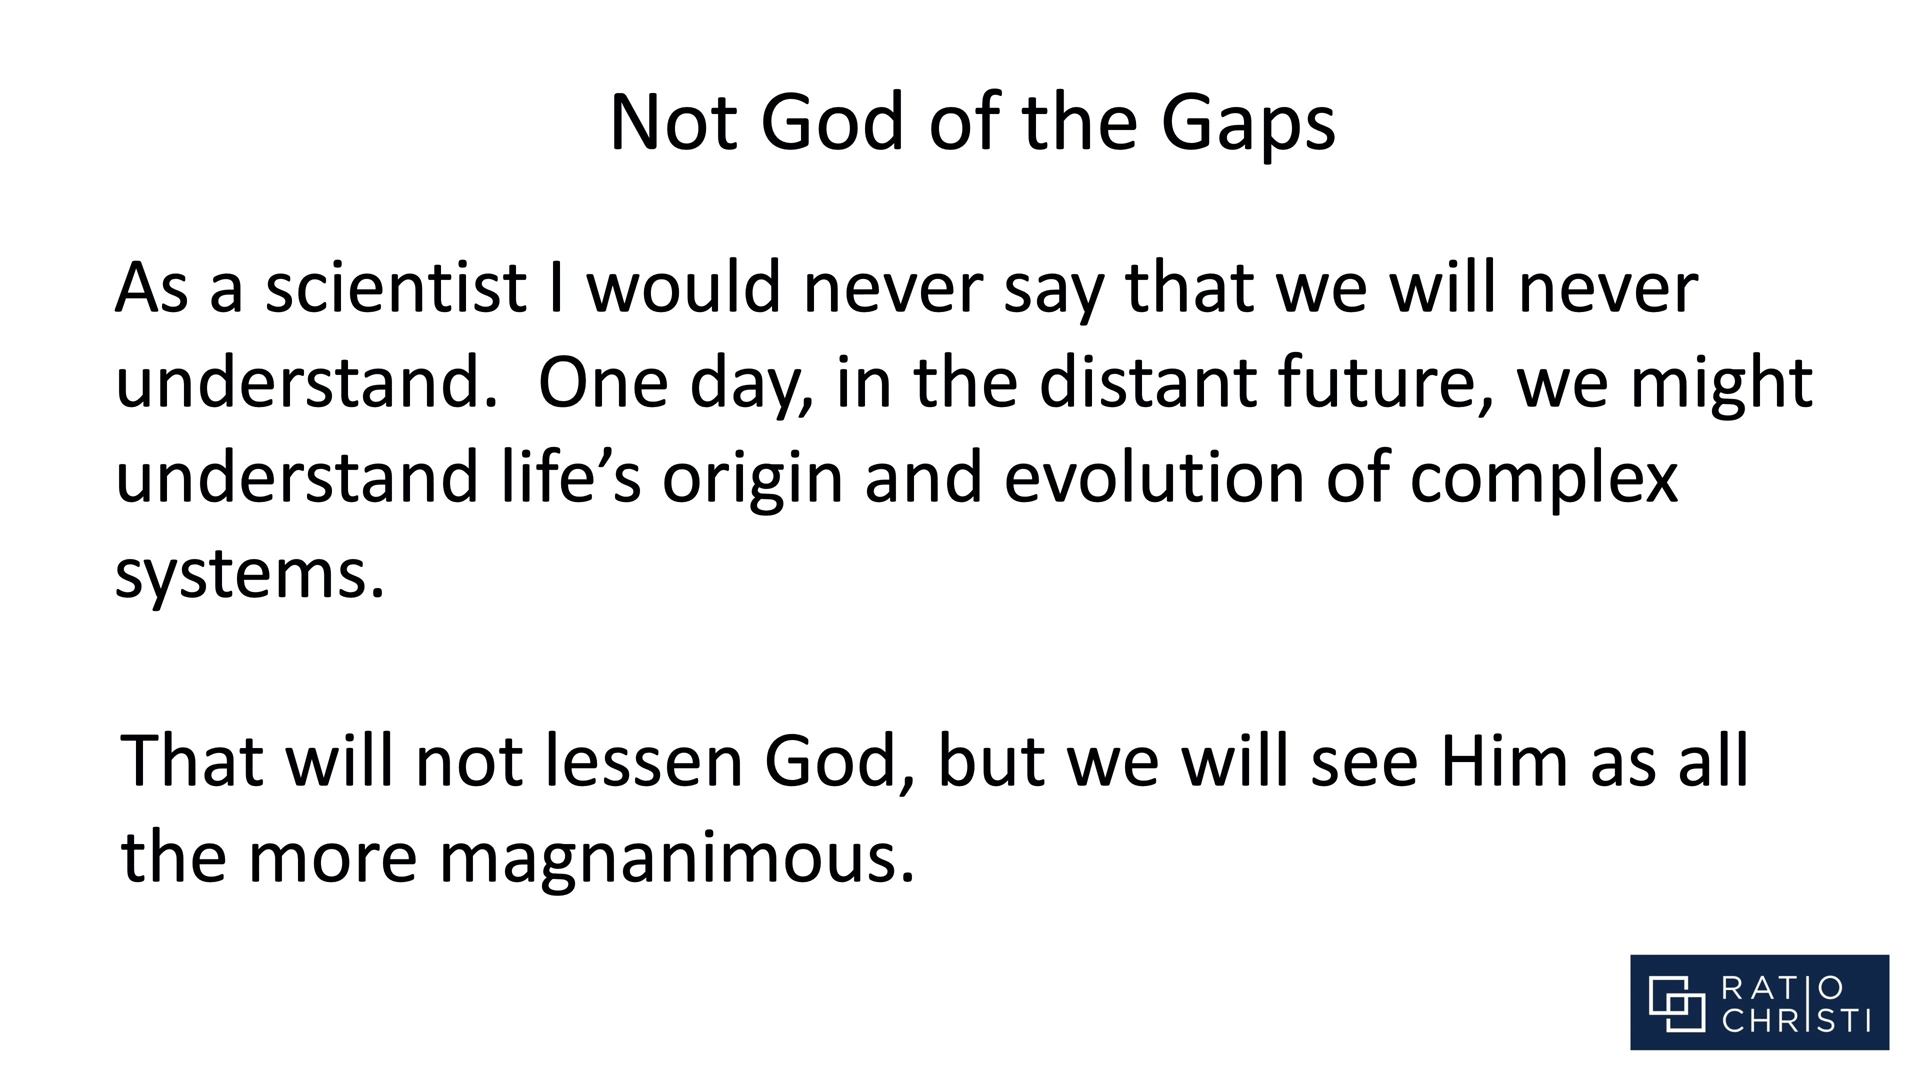 Not God of the Gaps
As a scientist I would never say that we will never
understand.  One day, in the distant future, we might
understand life’s origin and evolution of complex
systems.
That will not lessen God, but we will see Him as all
the more magnanimous.
RATIO
CHRISTI